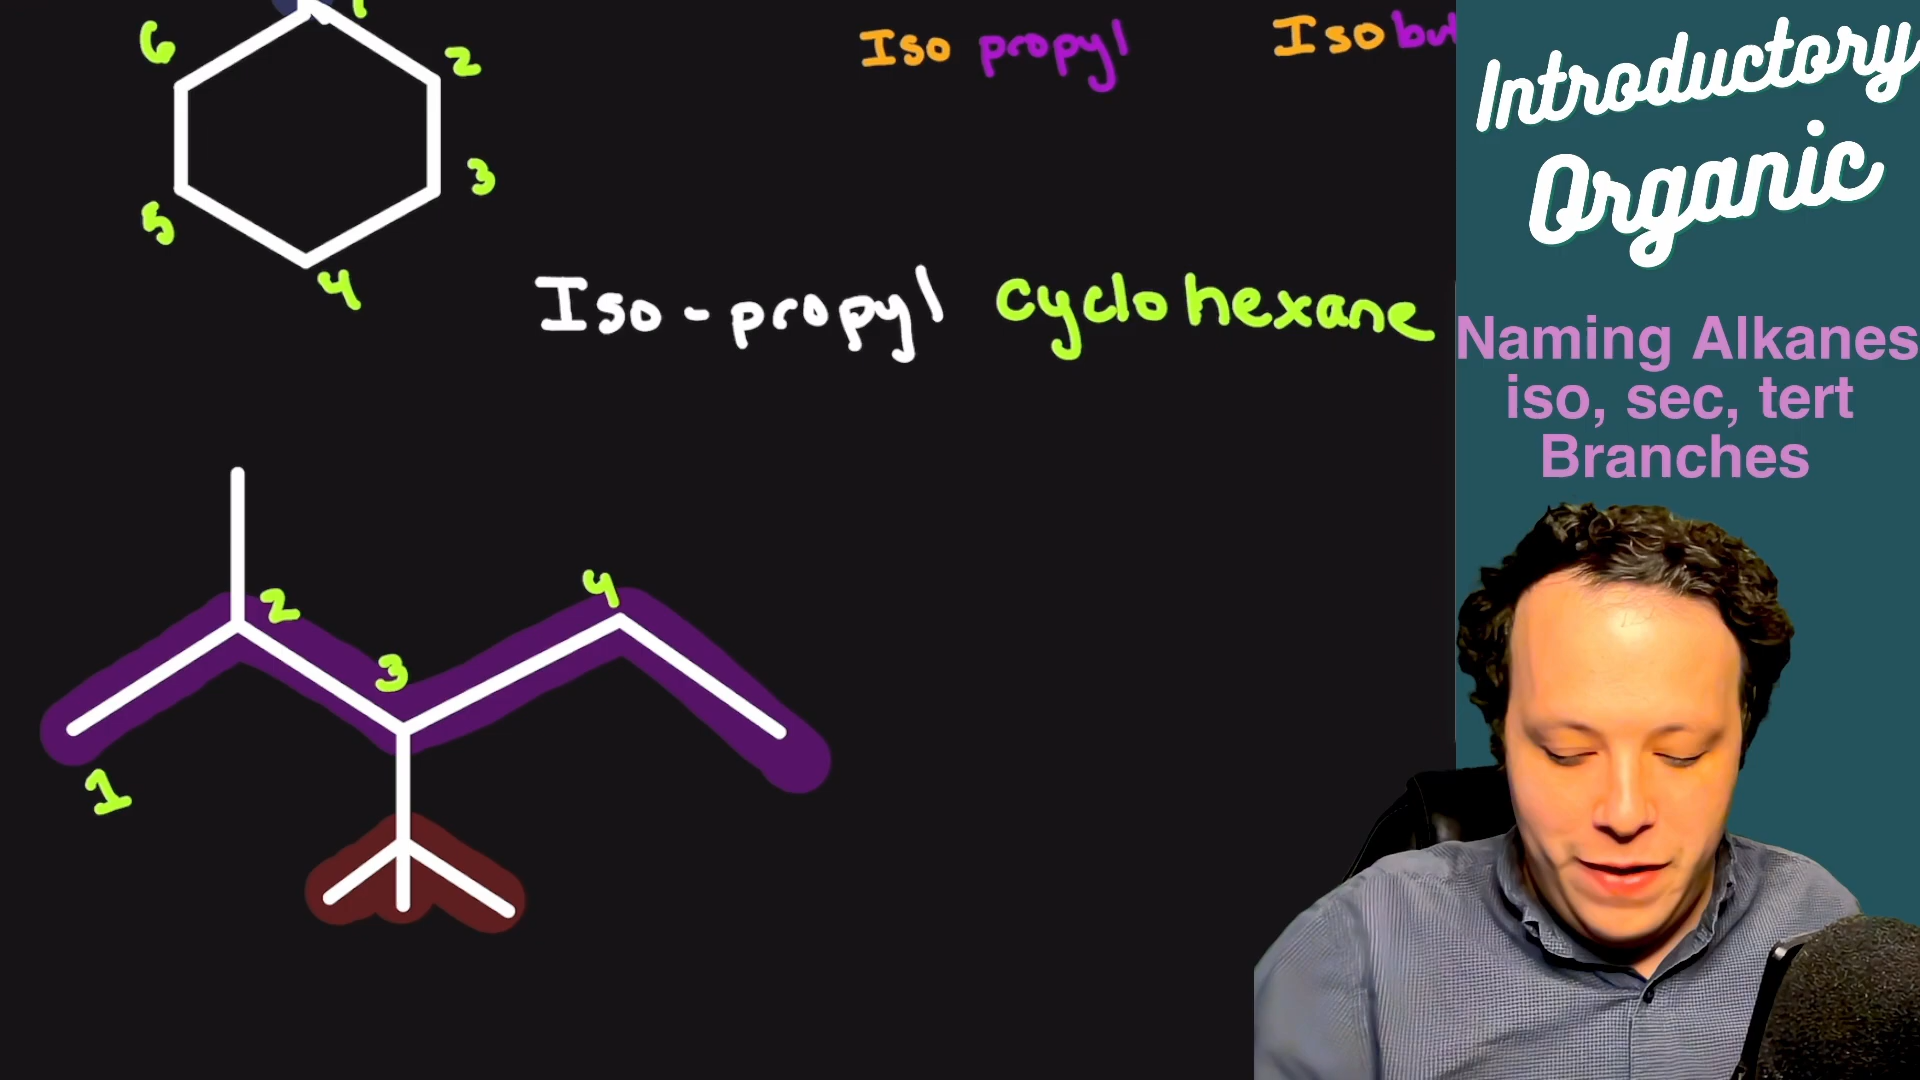 1
6
2
3
5
4
Iso propyl
Iso
Iso-propyl cyclohexane
2
4
3
1
Introductory
Organic
Naming Alkanes
iso, sec, tert
Branches